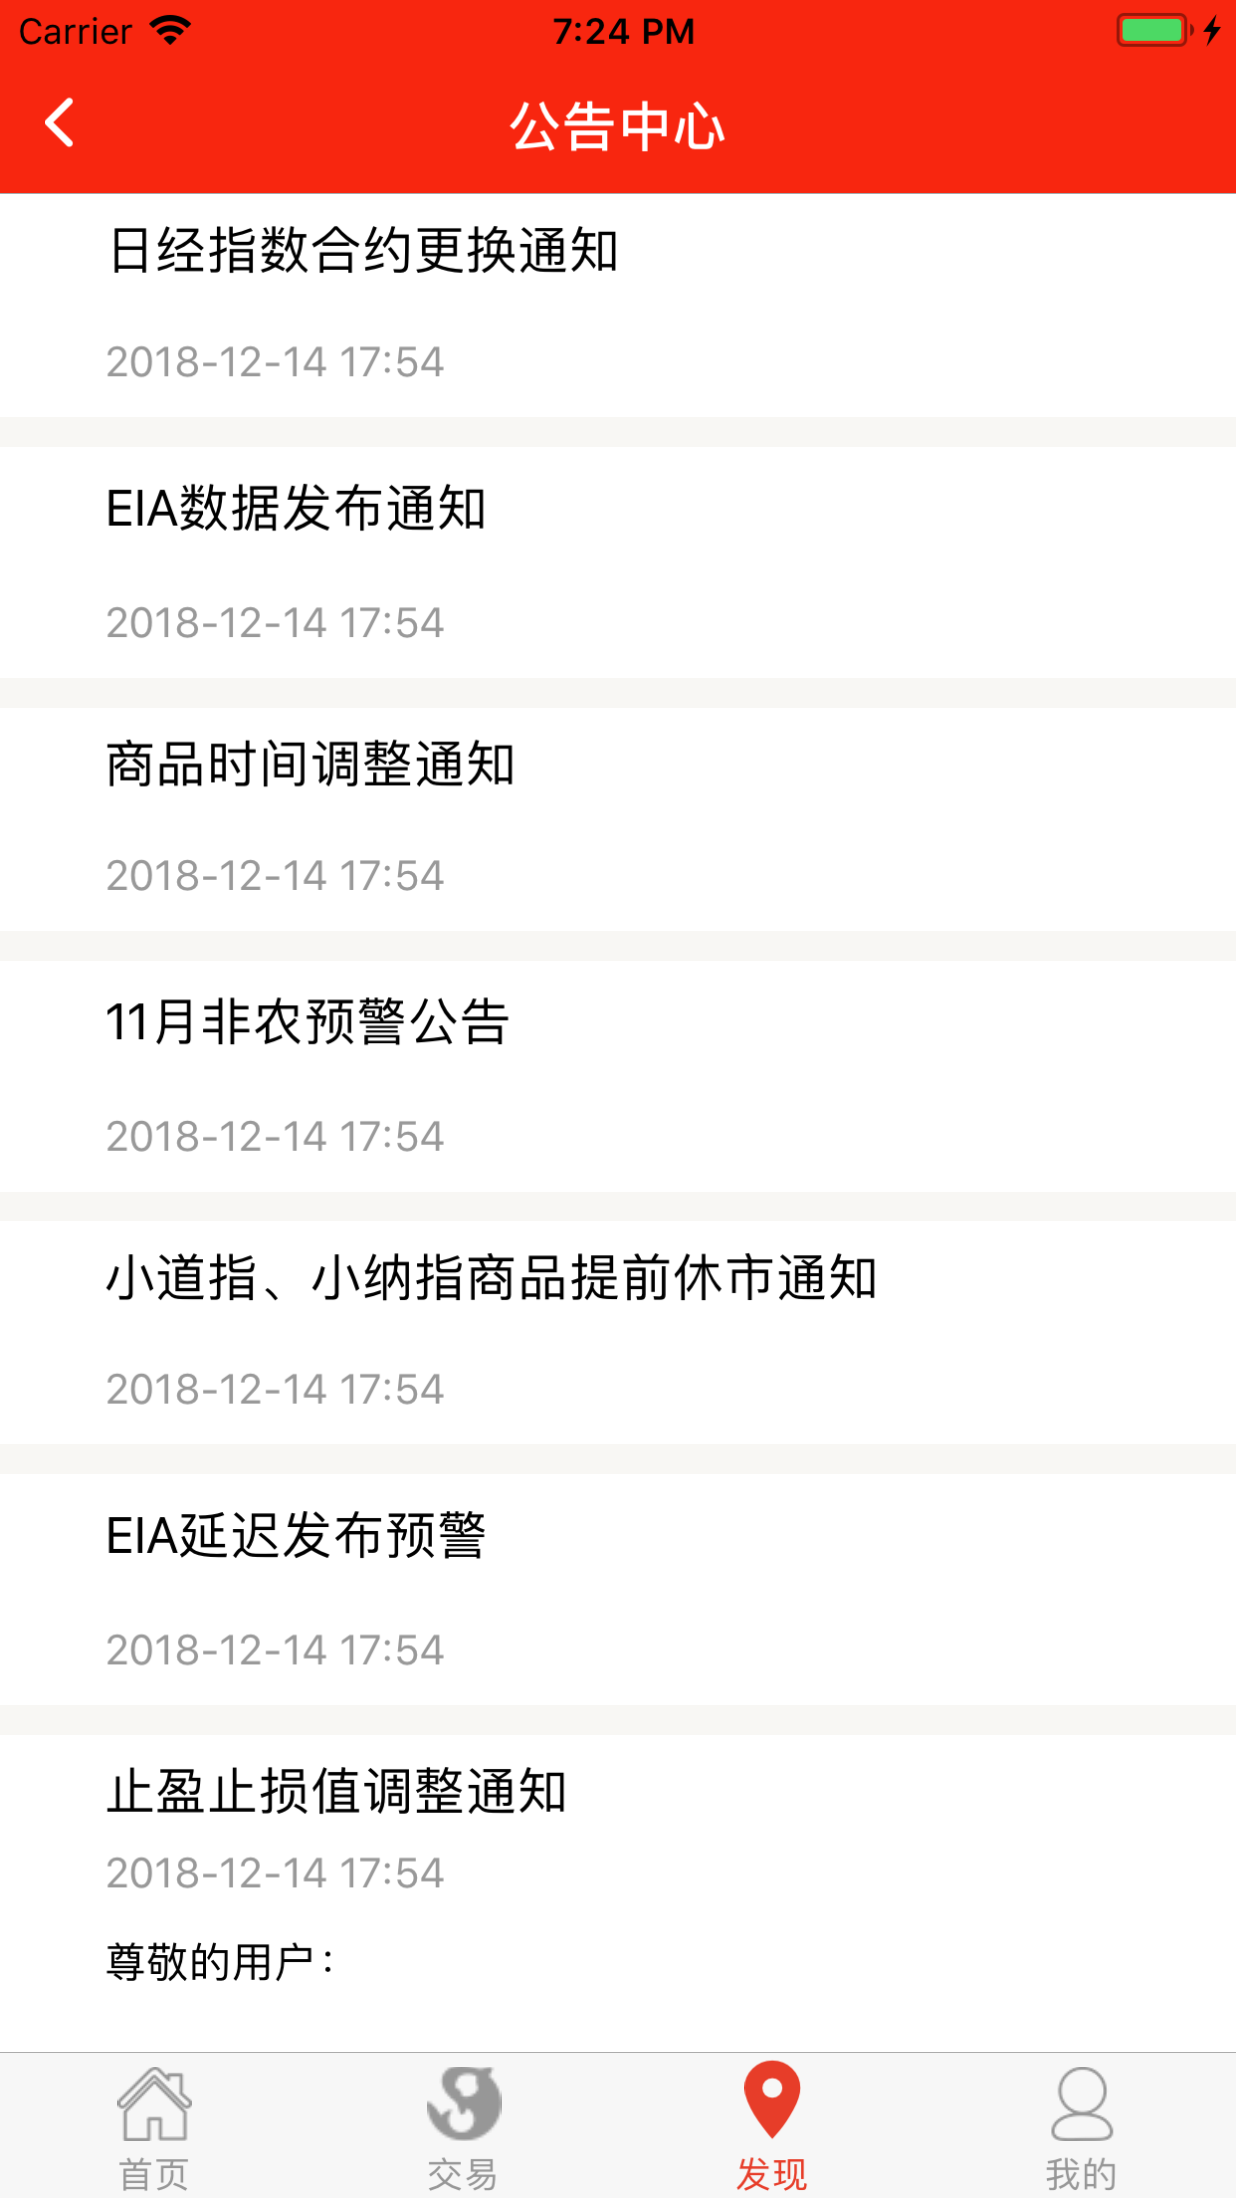 Carrier 7:24 PM
公告中心
日经指数合约更换通知
2018-12-14 17:54
EIA数据发布通知
2018-12-14 17:54
商品时间调整通知
2018-12-14 17:54
11月非农预警公告
2018-12-14 17:54
小道指、小纳指商品提前休市通知
2018-12-14 17:54
EIA延迟发布预警
2018-12-14 17:54
止盈止损值调整通知
2018-12-14 17:54
尊敬的用户：
首页 交易 发现 我的